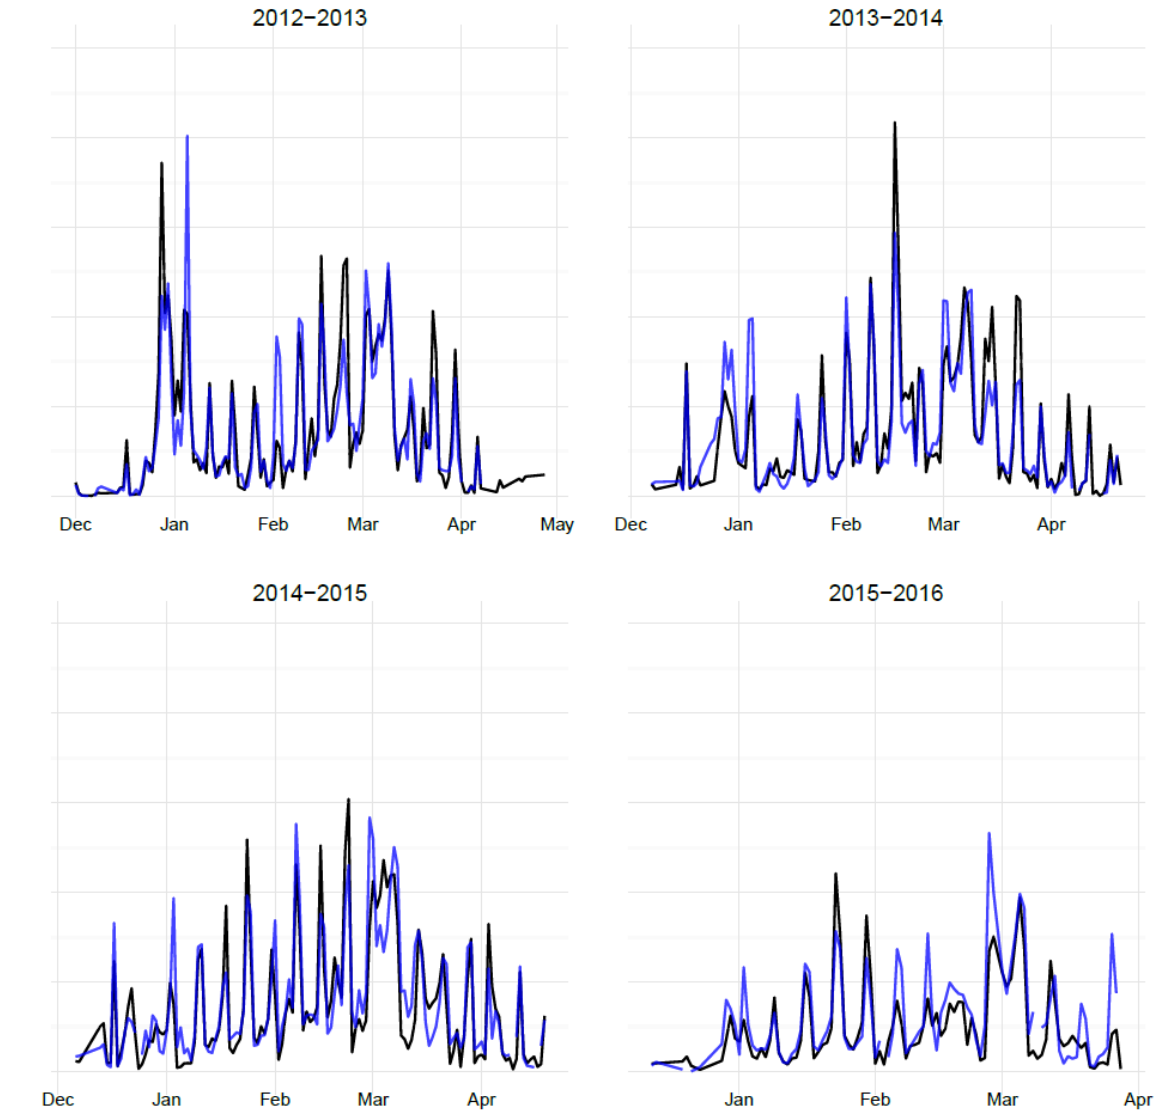 2012−2013
2013−2014
Dec Jan Feb Mar Apr May
Dec Jan Feb Mar Apr
2014−2015
2015−2016
Dec Jan Feb Mar Apr
Jan Feb Mar Apr